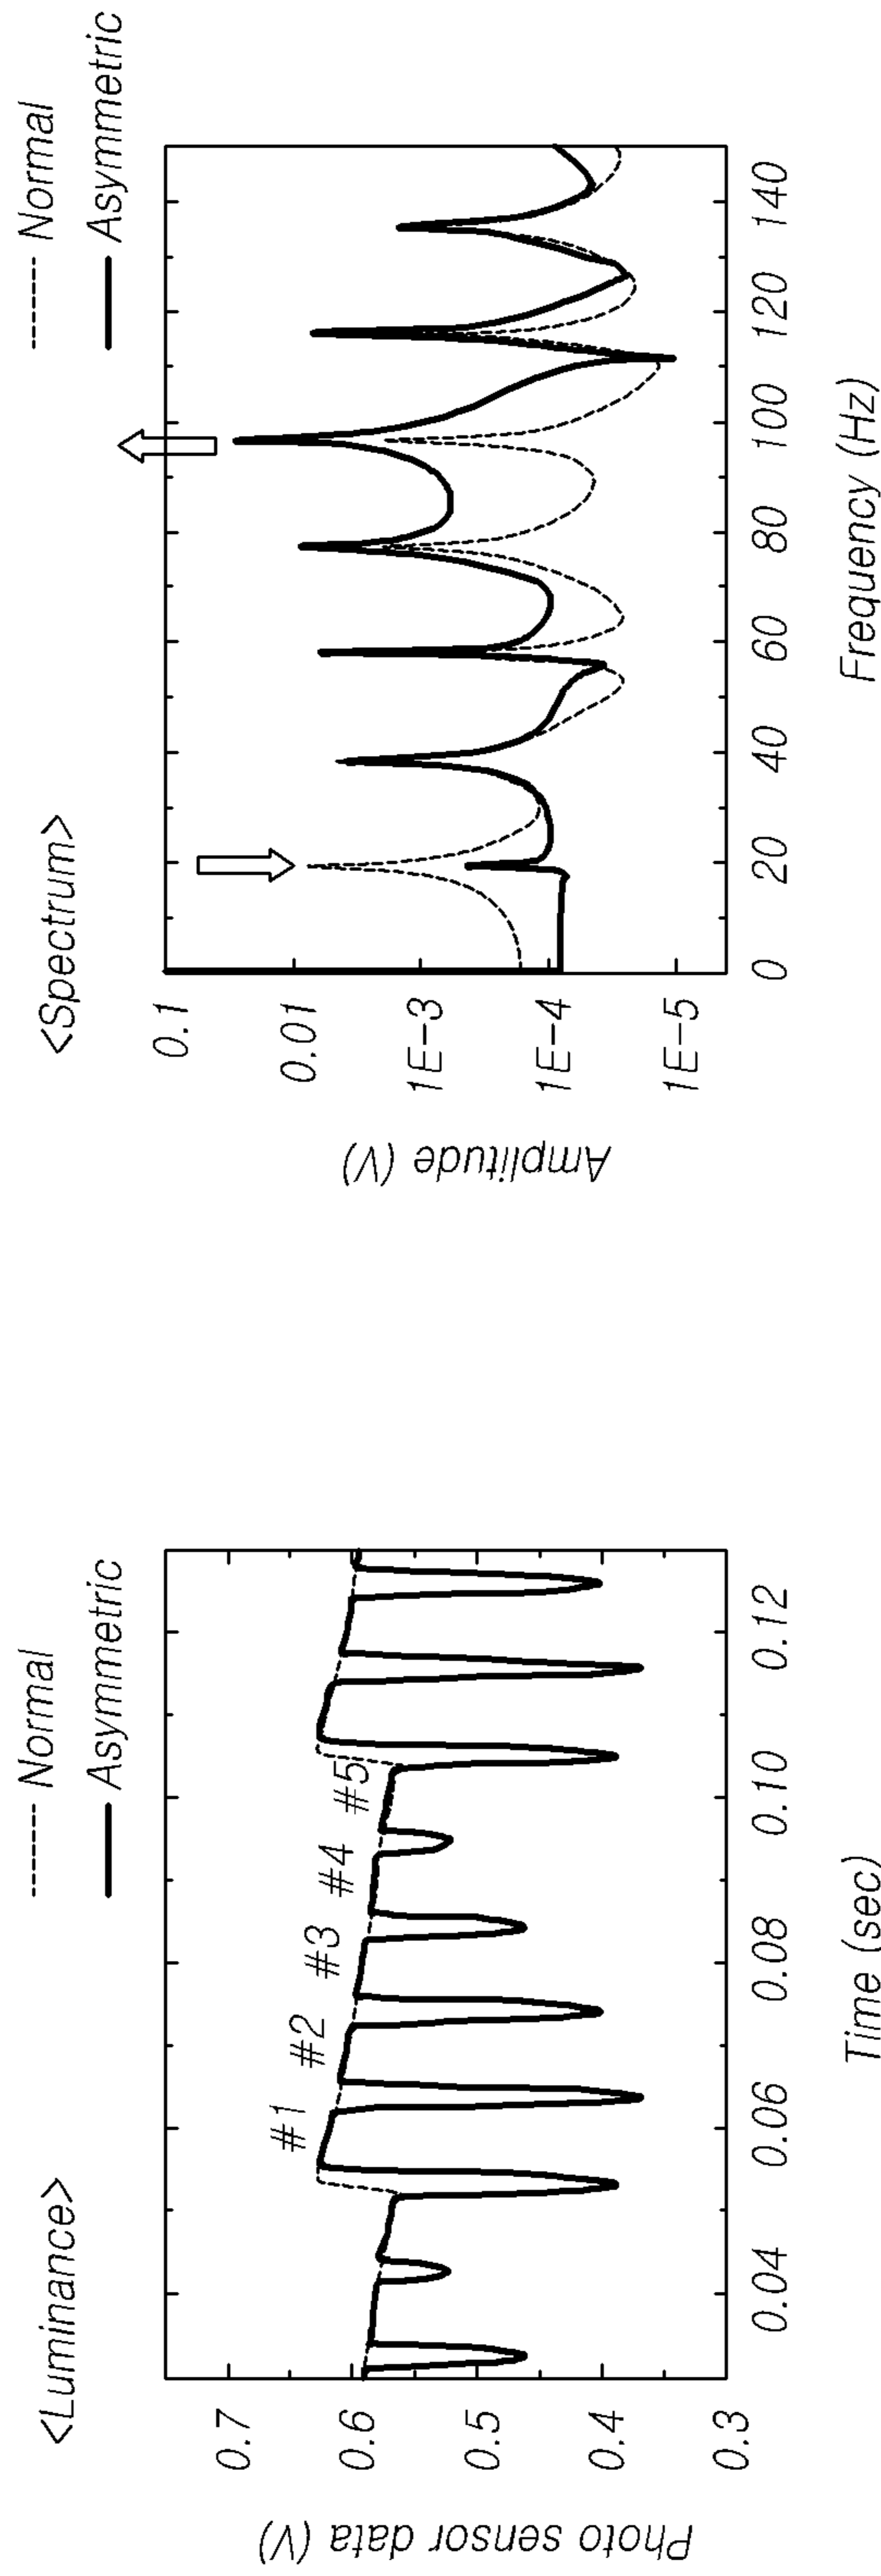 <Luminance>
Normal
Asymmetric
Photo sensor data (V)
0.7
0.6
0.5
0.4
0.3
#1
#2
#3
#4
#5
0.04
0.06
0.08
0.10
0.12
Time (sec)
<Spectrum>
Normal
Asymmetric
Amplitude (V)
0.1
0.01
1E-3
1E-4
1E-5
0
20
40
60
80
100
120
140
Frequency (Hz)